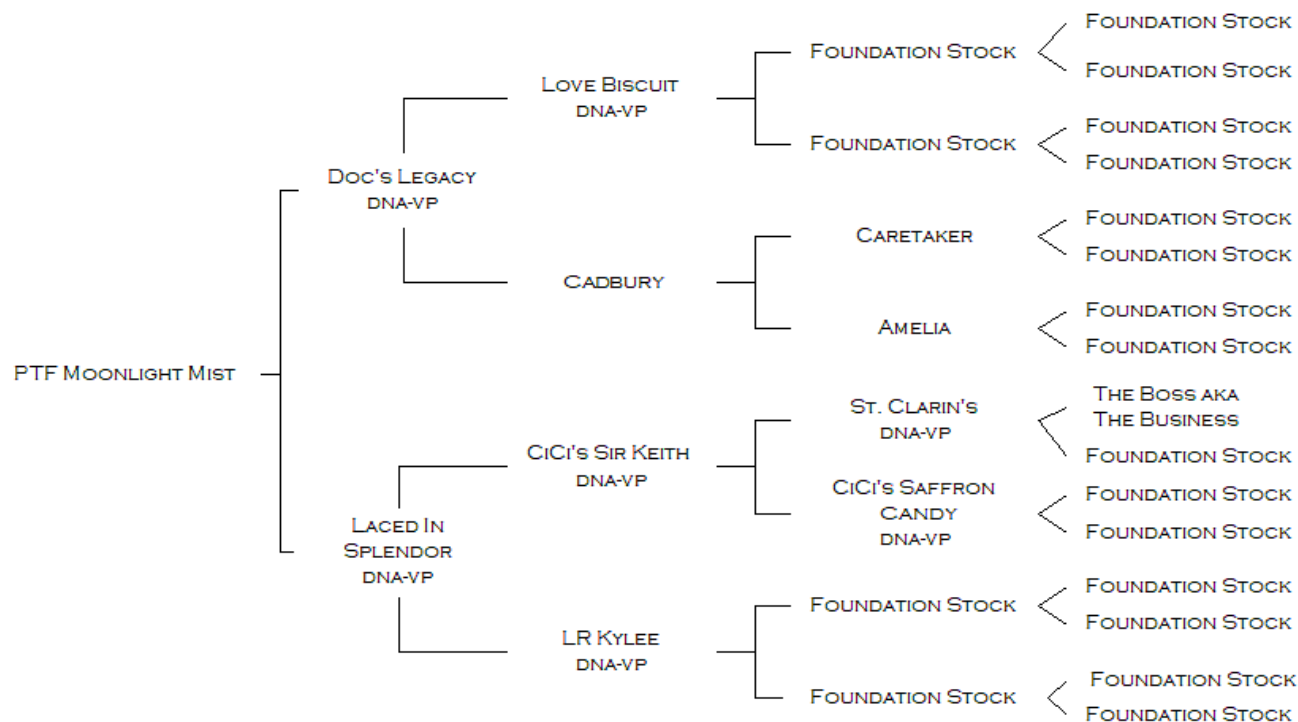 Foundation Stock
Foundation Stock
Foundation Stock
Love Biscuit
DNA-VP
Foundation Stock
Foundation Stock
Foundation Stock
Doc's Legacy
DNA-VP
Foundation Stock
Caretaker
Foundation Stock
Cadbury
Foundation Stock
Amelia
Foundation Stock
PTF Moonlight Mist
The Boss aka
The Business
St. Clarin's
DNA-VP
Foundation Stock
CiCi's Sir Keith
DNA-VP
CiCi's Saffron
Candy
DNA-VP
Foundation Stock
Foundation Stock
Laced In
Splendor
DNA-VP
Foundation Stock
Foundation Stock
Foundation Stock
LR Kylee
DNA-VP
Foundation Stock
Foundation Stock
Foundation Stock